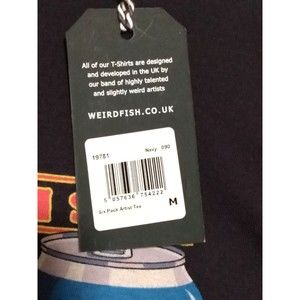 All of our T-Shirts are designed
and developed in the UK by
our band of highly talented
and slightly weird artists
WEIRDFISH.CO.UK
19781 Navy 090
5 057636 754222
Six Pack Artist Tee M